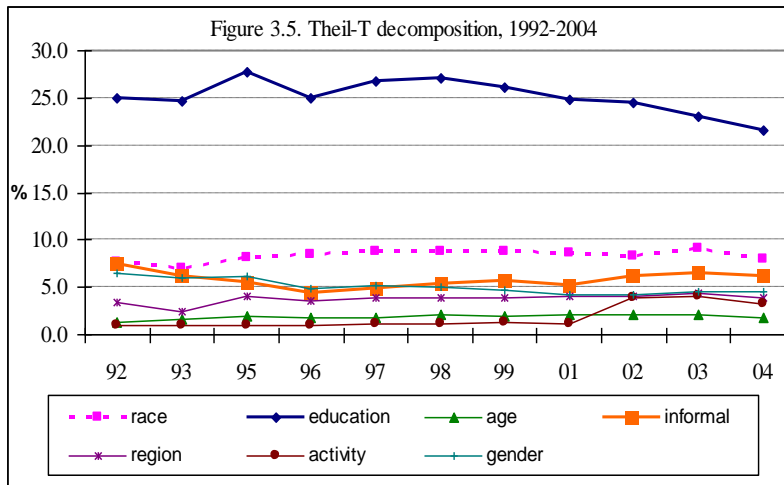 Figure 3.5. Theil-T decomposition, 1992-2004
30.0
25.0
20.0
15.0
%
10.0
5.0
0.0
92 93 95 96 97 98 99 01 02 03 04
race education age informal
region activity gender